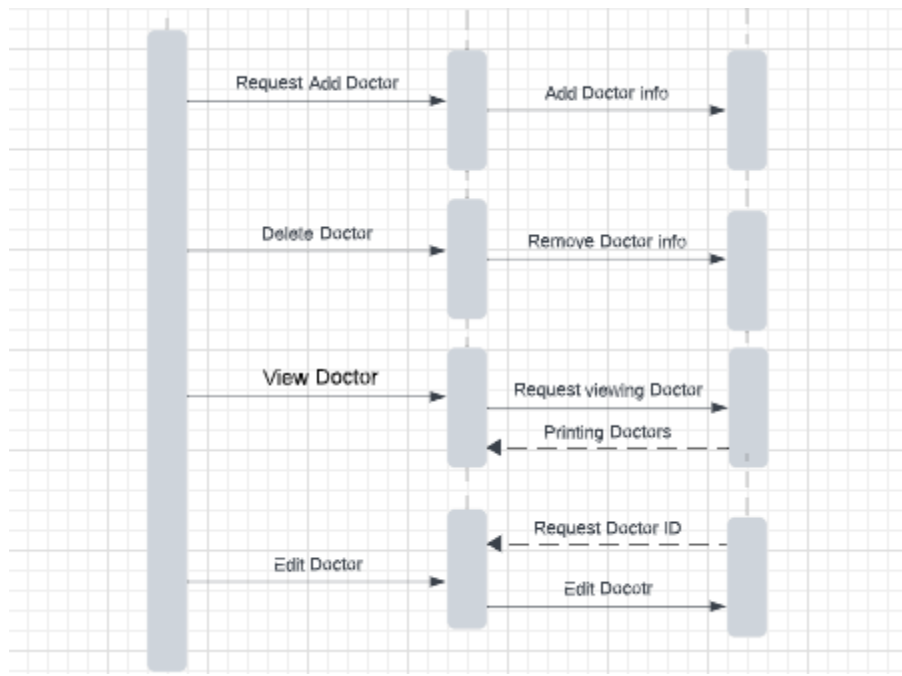 Request Add Doctor
Add Doctor info
Delete Doctor
Remove Doctor info
View Doctor
Request viewing Doctor
Printing Doctors
Request Doctor ID
Edit Doctor
Edit Docotr